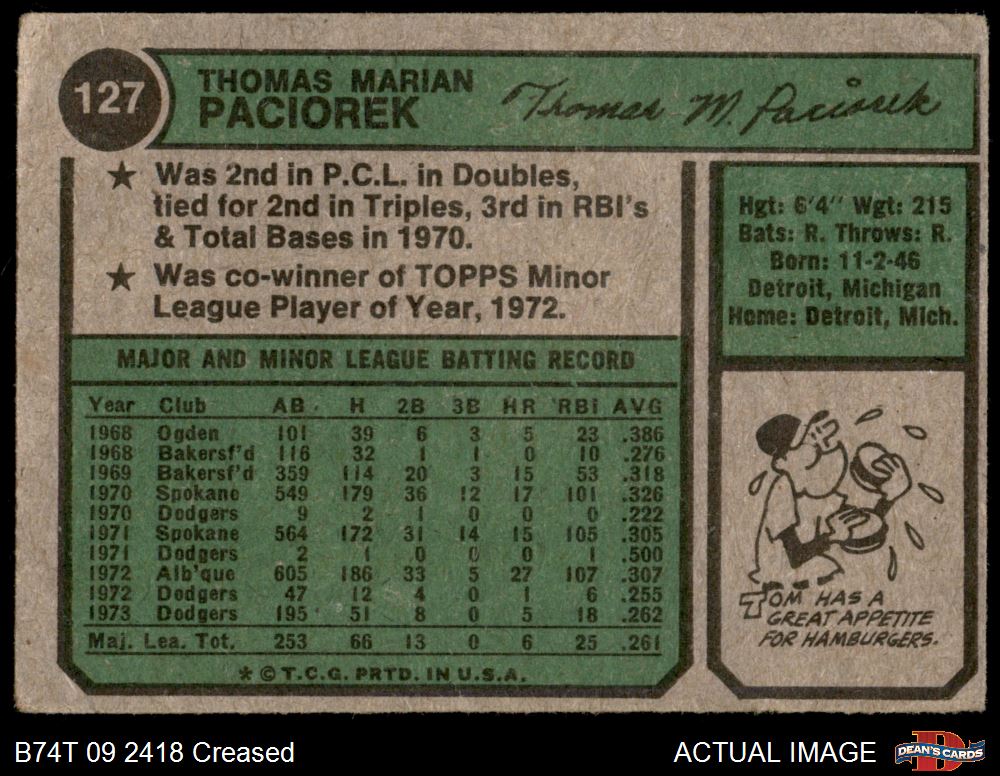 127
THOMAS MARIAN
PACIOREK
Thomas M. Paciorek
★ Was 2nd in P.C.L. in Doubles,
tied for 2nd in Triples, 3rd in RBI's
& Total Bases in 1970.
★ Was co-winner of TOPPS Minor
League Player of Year, 1972.
Hgt: 6'4" Wgt: 215
Bats: R. Throws: R.
Born: 11-2-46
Detroit, Michigan
Home: Detroit, Mich.
MAJOR AND MINOR LEAGUE BATTING RECORD
Year Club AB H 2B 3B HR RBI AVG
1968 Ogden 101 39 6 3 5 23 .386
1968 Bakersf'd 116 32 1 1 0 10 .276
1969 Bakersf'd 359 114 20 3 15 53 .318
1970 Spokane 549 179 36 12 17 101 .326
1970 Dodgers 9 2 1 0 0 0 .222
1971 Spokane 564 172 31 14 15 105 .305
1971 Dodgers 2 1 0 0 0 1 .500
1972 Alb'que 605 186 33 5 27 107 .307
1972 Dodgers 47 12 4 0 1 6 .255
1973 Dodgers 195 51 8 0 5 18 .262
Maj. Lea. Tot. 253 66 13 0 6 25 .261
* © T.C.G. PRTD. IN U.S.A.
TOM HAS A
GREAT APPETITE
FOR HAMBURGERS.
B74T 09 2418 Creased
ACTUAL IMAGE
D
DEAN'S CARDS